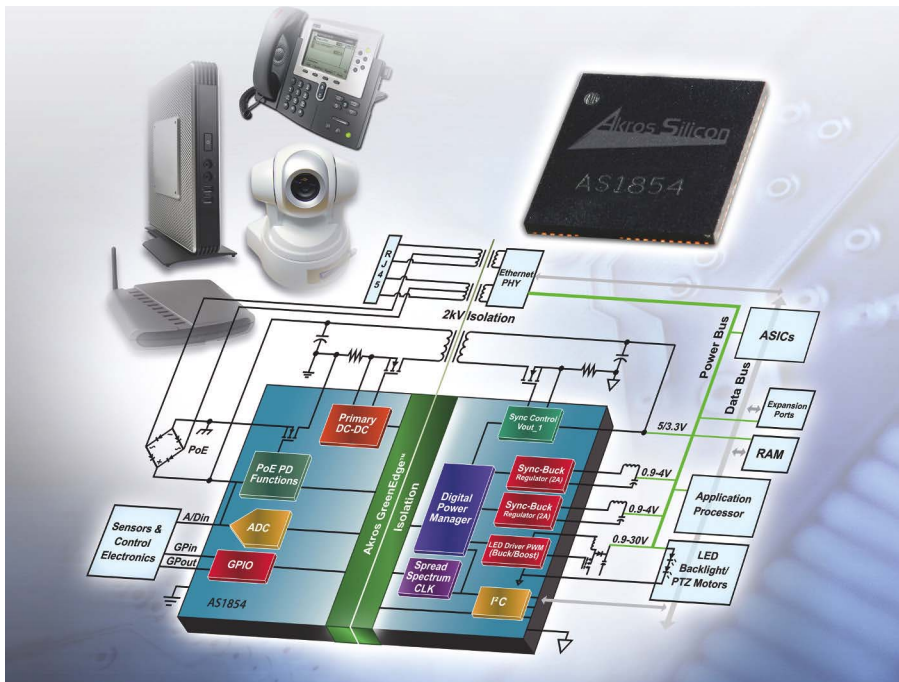 Akros Silicon
AS1854
RJ45
Ethernet
PHY
2kV Isolation
Power Bus
Data Bus
ASICs
Expansion
Ports
RAM
5/3.3V
Application
Processor
LED
Backlight/
PTZ Motors
PoE
Primary
DC-DC
Sync Control
Vout_1
PoE PD
Functions
Akros GreenEdge™
Isolation
Digital
Power
Manager
Sync-Buck
Regulator (2A)
0.9-4V
Sync-Buck
Regulator (2A)
0.9-4V
LED Driver PWM
(Buck/Boost)
0.9-30V
Sensors &
Control
Electronics
A/Din
GPin
GPout
ADC
GPIO
Spread
Spectrum
CLK
I²C
AS1854